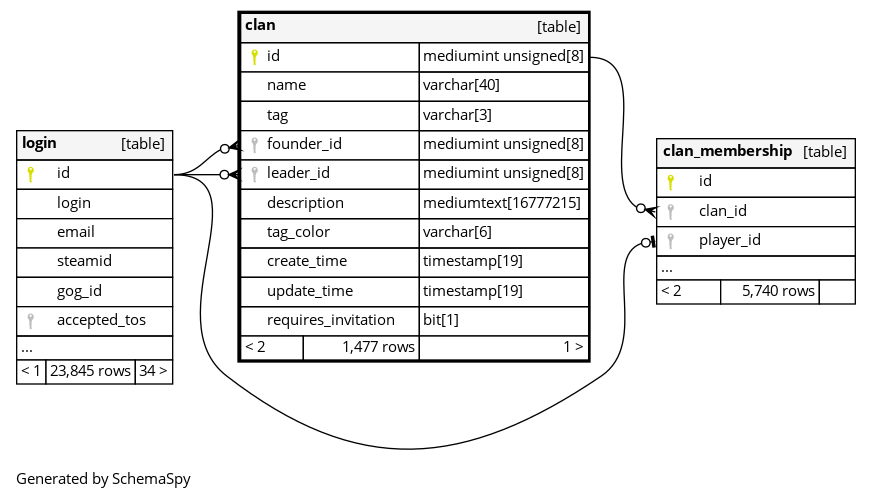 clan [table]
id mediumint unsigned[8]
name varchar[40]
tag varchar[3]
founder_id mediumint unsigned[8]
leader_id mediumint unsigned[8]
description mediumtext[16777215]
tag_color varchar[6]
create_time timestamp[19]
update_time timestamp[19]
requires_invitation bit[1]
< 2 1,477 rows 1 >
login [table]
id
login
email
steamid
gog_id
accepted_tos
...
< 1 23,845 rows 34 >
clan_membership [table]
id
clan_id
player_id
...
< 2 5,740 rows
Generated by SchemaSpy